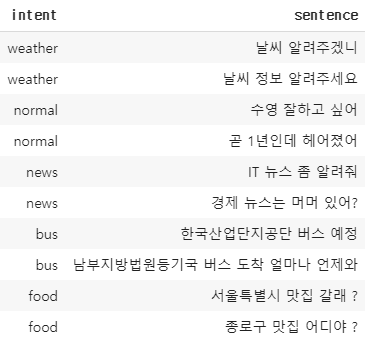 intent sentence
weather 날씨 알려주겠니
weather 날씨 정보 알려주세요
normal 수영 잘하고 싶어
normal 곧 1년인데 헤어졌어
news IT 뉴스 좀 알려줘
news 경제 뉴스는 머머 있어?
bus 한국산업단지공단 버스 예정
bus 남부지방법원등기국 버스 도착 얼마나 언제와
food 서울특별시 맛집 갈래 ?
food 종로구 맛집 어디야 ?